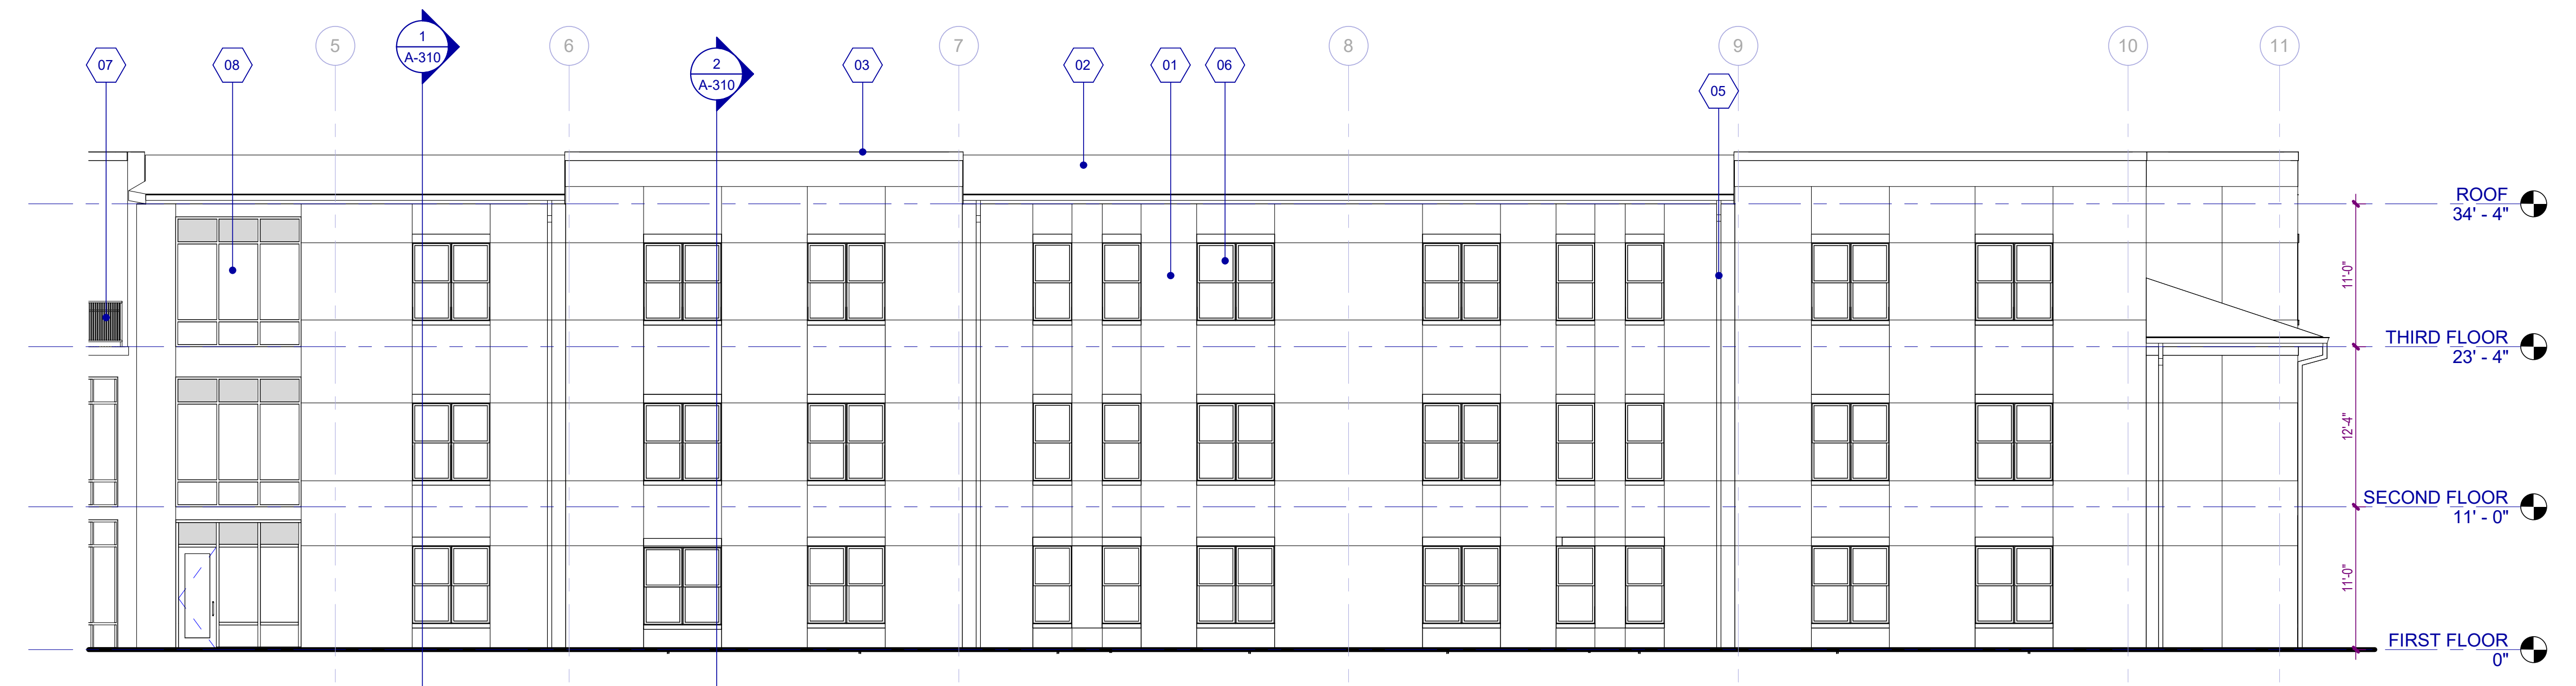 07
08
5
1
A-310
6
2
A-310
03
7
02
01
06
8
05
9
10
11
ROOF
34' - 4"
11'-0"
THIRD FLOOR
23' - 4"
12'-4"
SECOND FLOOR
11' - 0"
11'-0"
FIRST FLOOR
0"